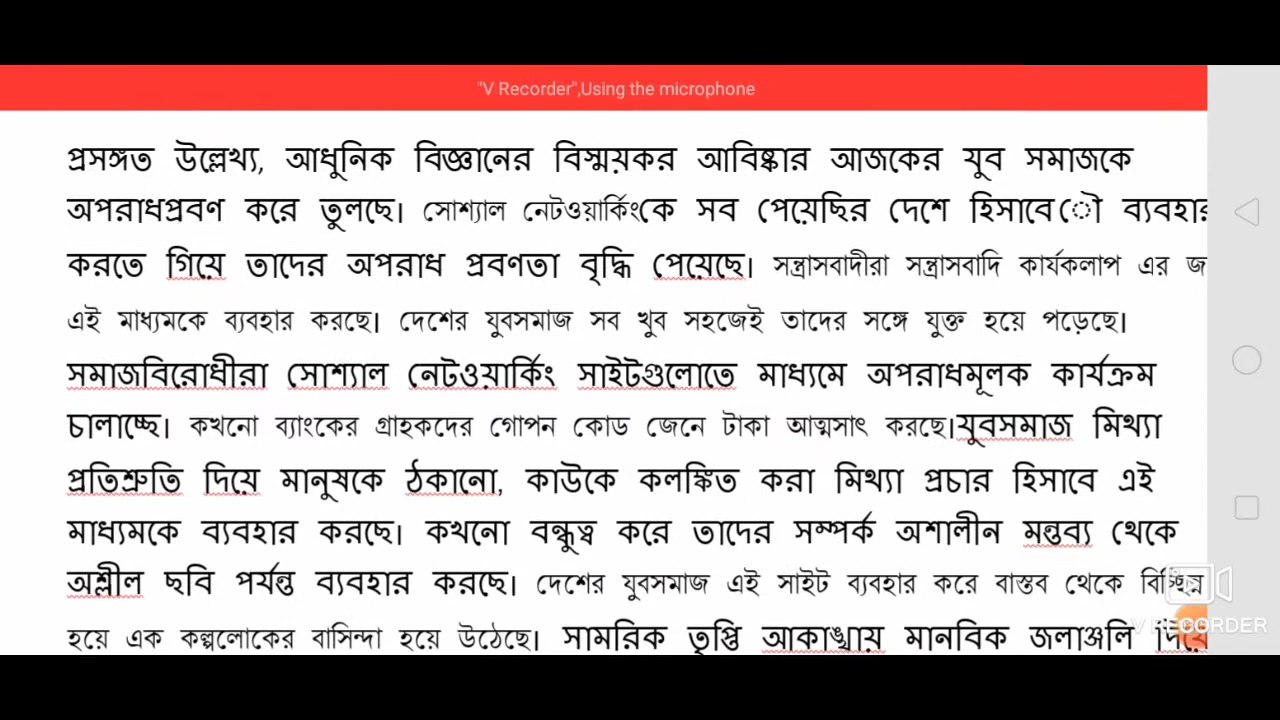 "V Recorder",Using the microphone
প্রসঙ্গত উল্লেখ্য, আধুনিক বিজ্ঞানের বিস্ময়কর আবিষ্কার আজকের যুব সমাজকে
অপরাধপ্রবণ করে তুলছে। সোশ্যাল নেটওয়ার্কিংকে সব পেয়েছির দেশে হিসাবে ৌ ব্যবহার
করতে গিয়ে তাদের অপরাধ প্রবণতা বৃদ্ধি পেয়েছে। সন্ত্রাসবাদীরা সন্ত্রাসবাদি কার্যকলাপ এর জ
এই মাধ্যমকে ব্যবহার করছে। দেশের যুবসমাজ সব খুব সহজেই তাদের সঙ্গে যুক্ত হয়ে পড়েছে।
সমাজবিরোধীরা সোশ্যাল নেটওয়ার্কিং সাইটগুলোতে মাধ্যমে অপরাধমূলক কার্যক্রম
চালাচ্ছে। কখনো ব্যাংকের গ্রাহকদের গোপন কোড জেনে টাকা আত্মসাৎ করছে।যুবসমাজ মিথ্যা
প্রতিশ্রুতি দিয়ে মানুষকে ঠকানো, কাউকে কলঙ্কিত করা মিথ্যা প্রচার হিসাবে এই
মাধ্যমকে ব্যবহার করছে। কখনো বন্ধুত্ব করে তাদের সম্পর্ক অশালীন মন্তব্য থেকে
অশ্লীল ছবি পর্যন্ত ব্যবহার করছে। দেশের যুবসমাজ এই সাইট ব্যবহার করে বাস্তব থেকে বিচ্ছিন্ন
হয়ে এক কল্পলোকের বাসিন্দা হয়ে উঠেছে। সামরিক তৃপ্তি আকাঙ্খায় মানবিক জলাঞ্জলি দিয়ে
V RECORDER